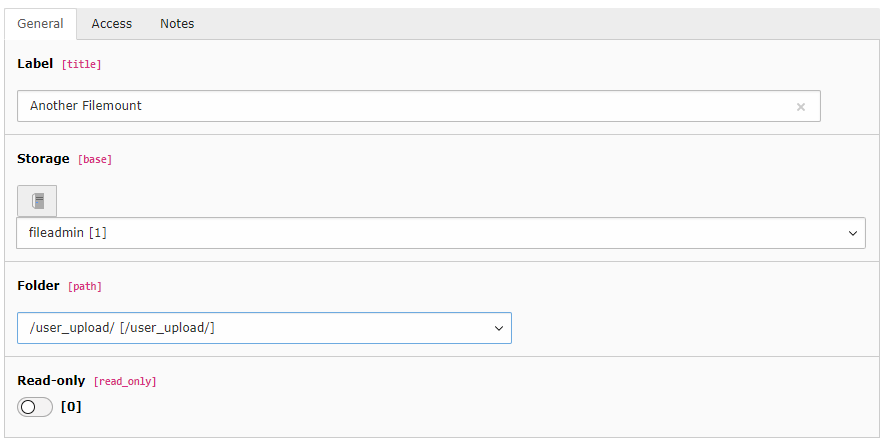 General Access Notes
Label [title]
Another Filemount
Storage [base]
fileadmin [1]
Folder [path]
/user_upload/ [/user_upload/]
Read-only [read_only]
[0]